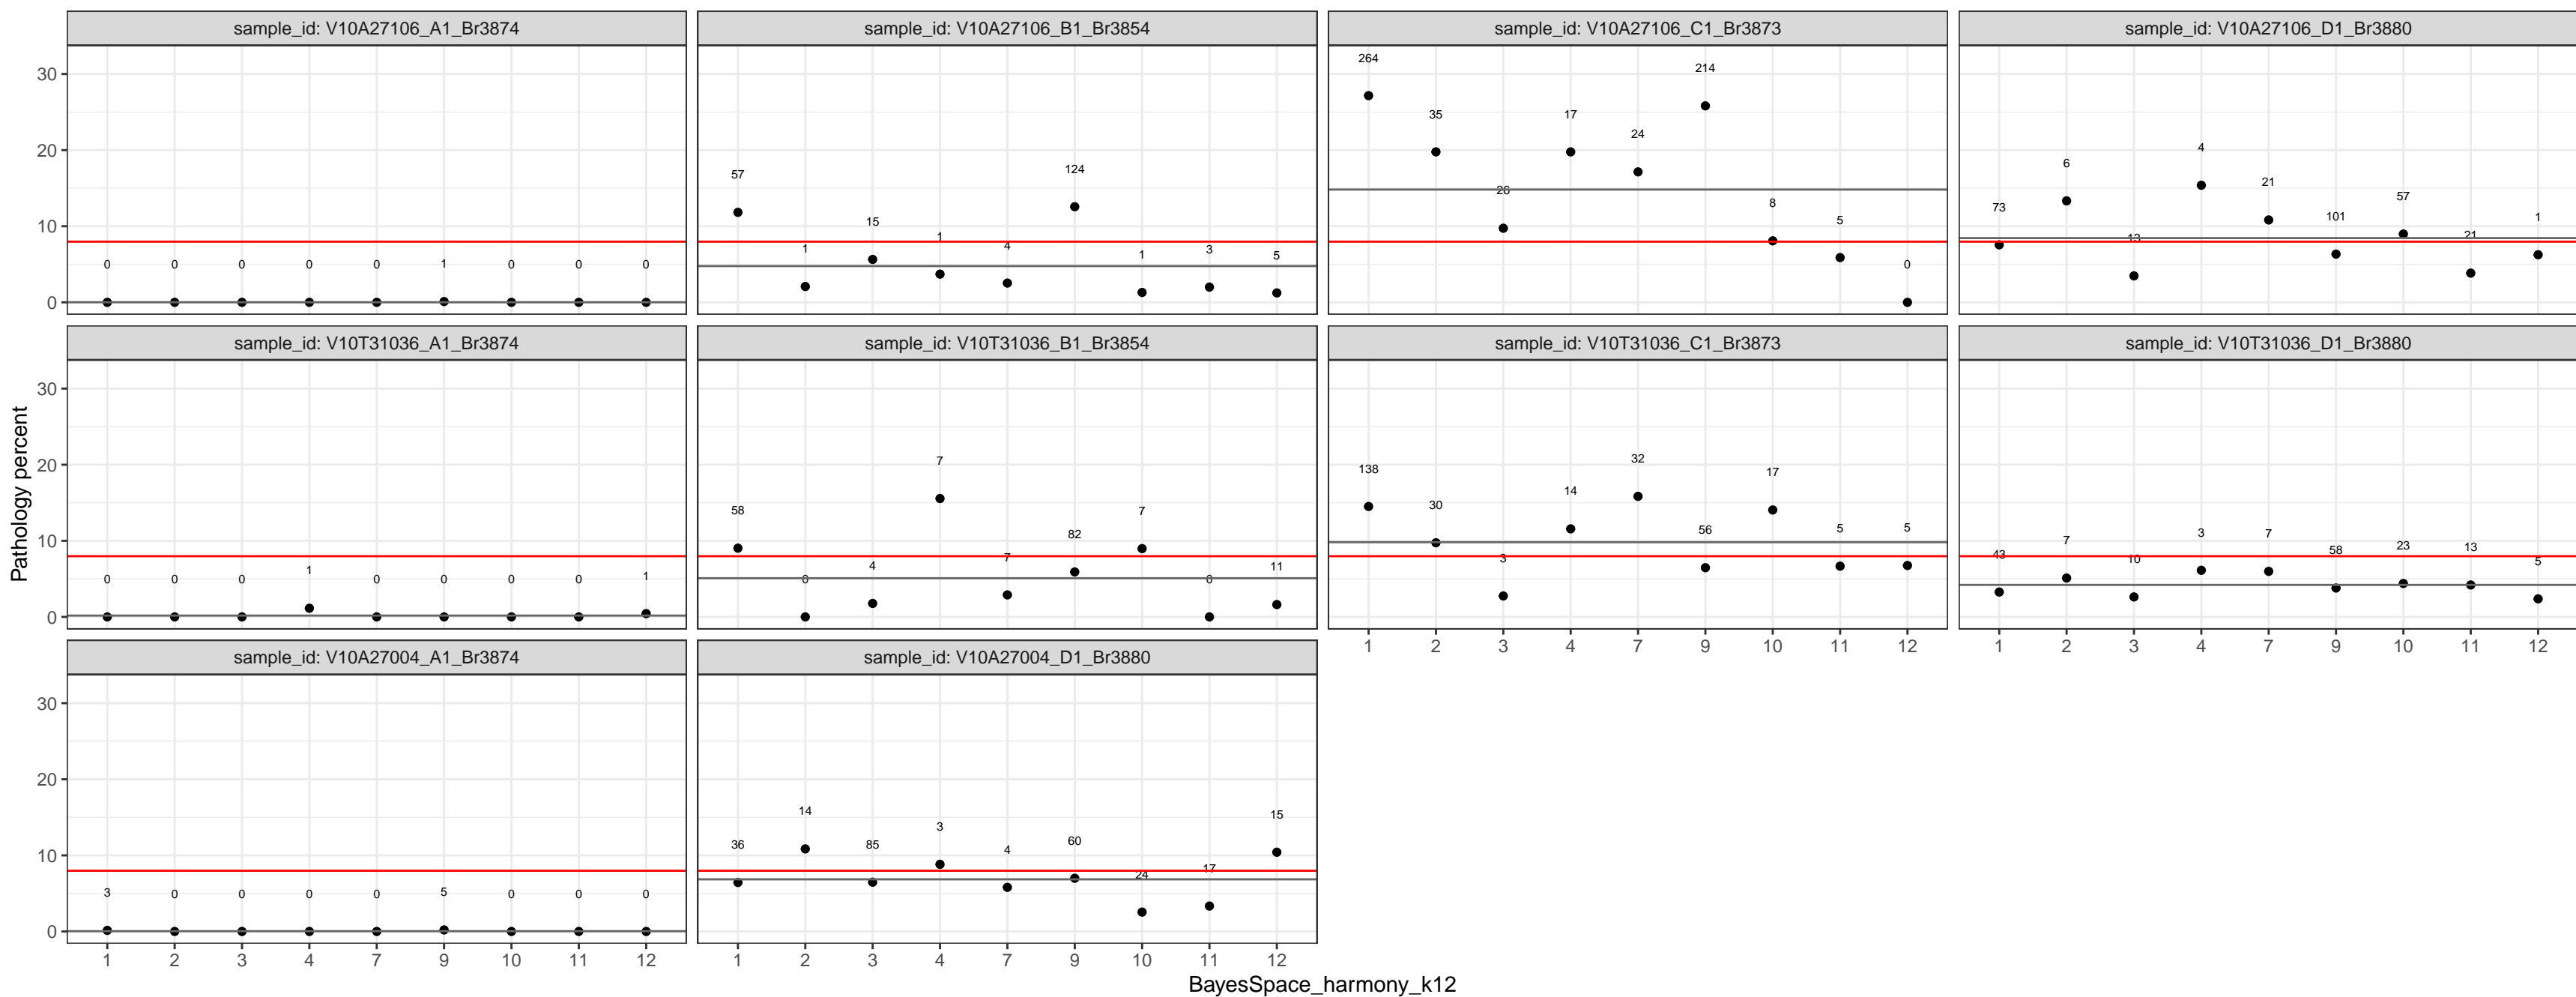 sample_id: V10A27106_A1_Br3874
sample_id: V10A27106_B1_Br3854
sample_id: V10A27106_C1_Br3873
sample_id: V10A27106_D1_Br3880
30
20
10
0
0 0 0 0 0 1 0 0 0
57 1 15 1 4 124 1 3 5
264 35 26 17 24 214 8 5 0
73 6 13 4 21 101 57 21 1
sample_id: V10T31036_A1_Br3874
sample_id: V10T31036_B1_Br3854
sample_id: V10T31036_C1_Br3873
sample_id: V10T31036_D1_Br3880
30
20
10
0
0 0 0 1 0 0 0 0 1
58 0 4 7 7 82 7 0 11
138 30 3 14 32 56 17 5 5
43 7 10 3 7 58 23 13 5
1 2 3 4 7 9 10 11 12
1 2 3 4 7 9 10 11 12
sample_id: V10A27004_A1_Br3874
sample_id: V10A27004_D1_Br3880
30
20
10
0
3 0 0 0 0 5 0 0 0
36 14 85 3 4 60 24 17 15
1 2 3 4 7 9 10 11 12
1 2 3 4 7 9 10 11 12
Pathology percent
BayesSpace_harmony_k12